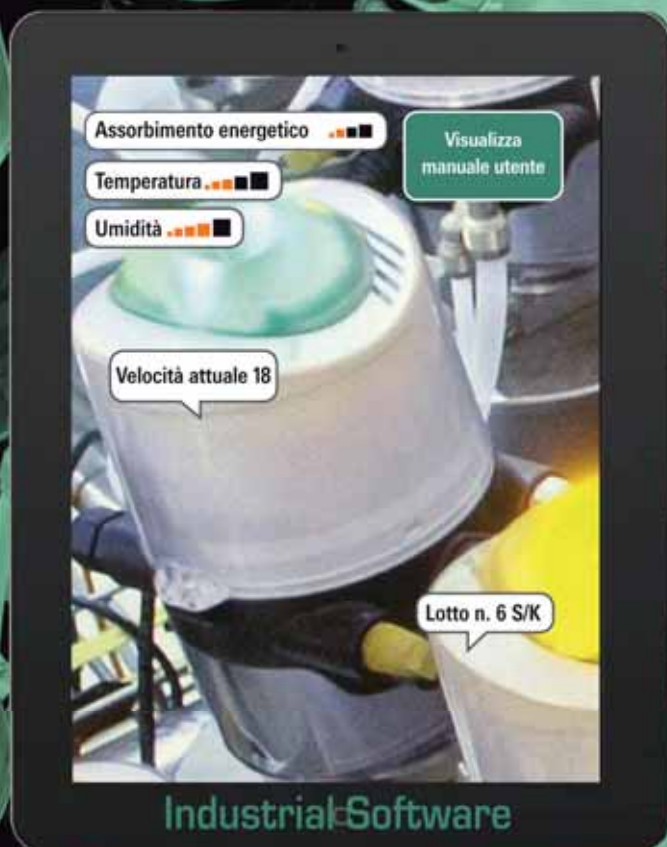 Assorbimento energetico
Visualizza
manuale utente
Temperatura
Umidità
Velocità attuale 18
Lotto n. 6 S/K
Industrial Software